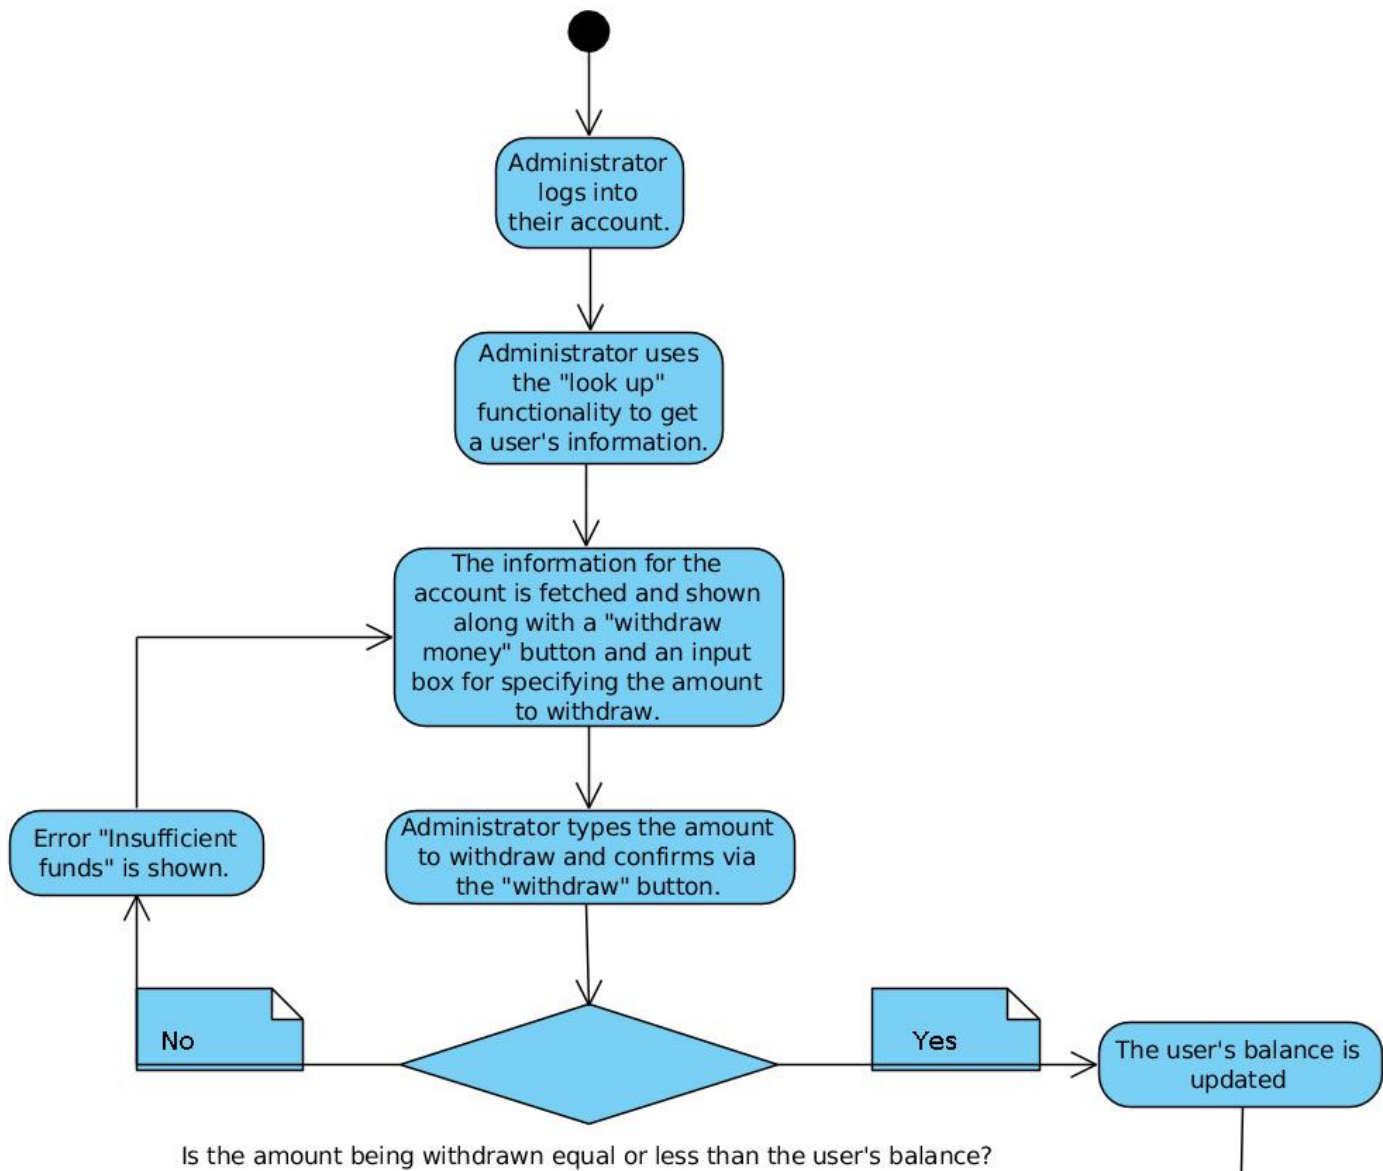 Administrator
logs into
their account.
Administrator uses
the "look up"
functionality to get
a user's information.
The information for the
account is fetched and shown
along with a "withdraw
money" button and an input
box for specifying the amount
to withdraw.
Error "Insufficient
funds" is shown.
Administrator types the amount
to withdraw and confirms via
the "withdraw" button.
No
Yes
The user's balance is
updated
Is the amount being withdrawn equal or less than the user's balance?